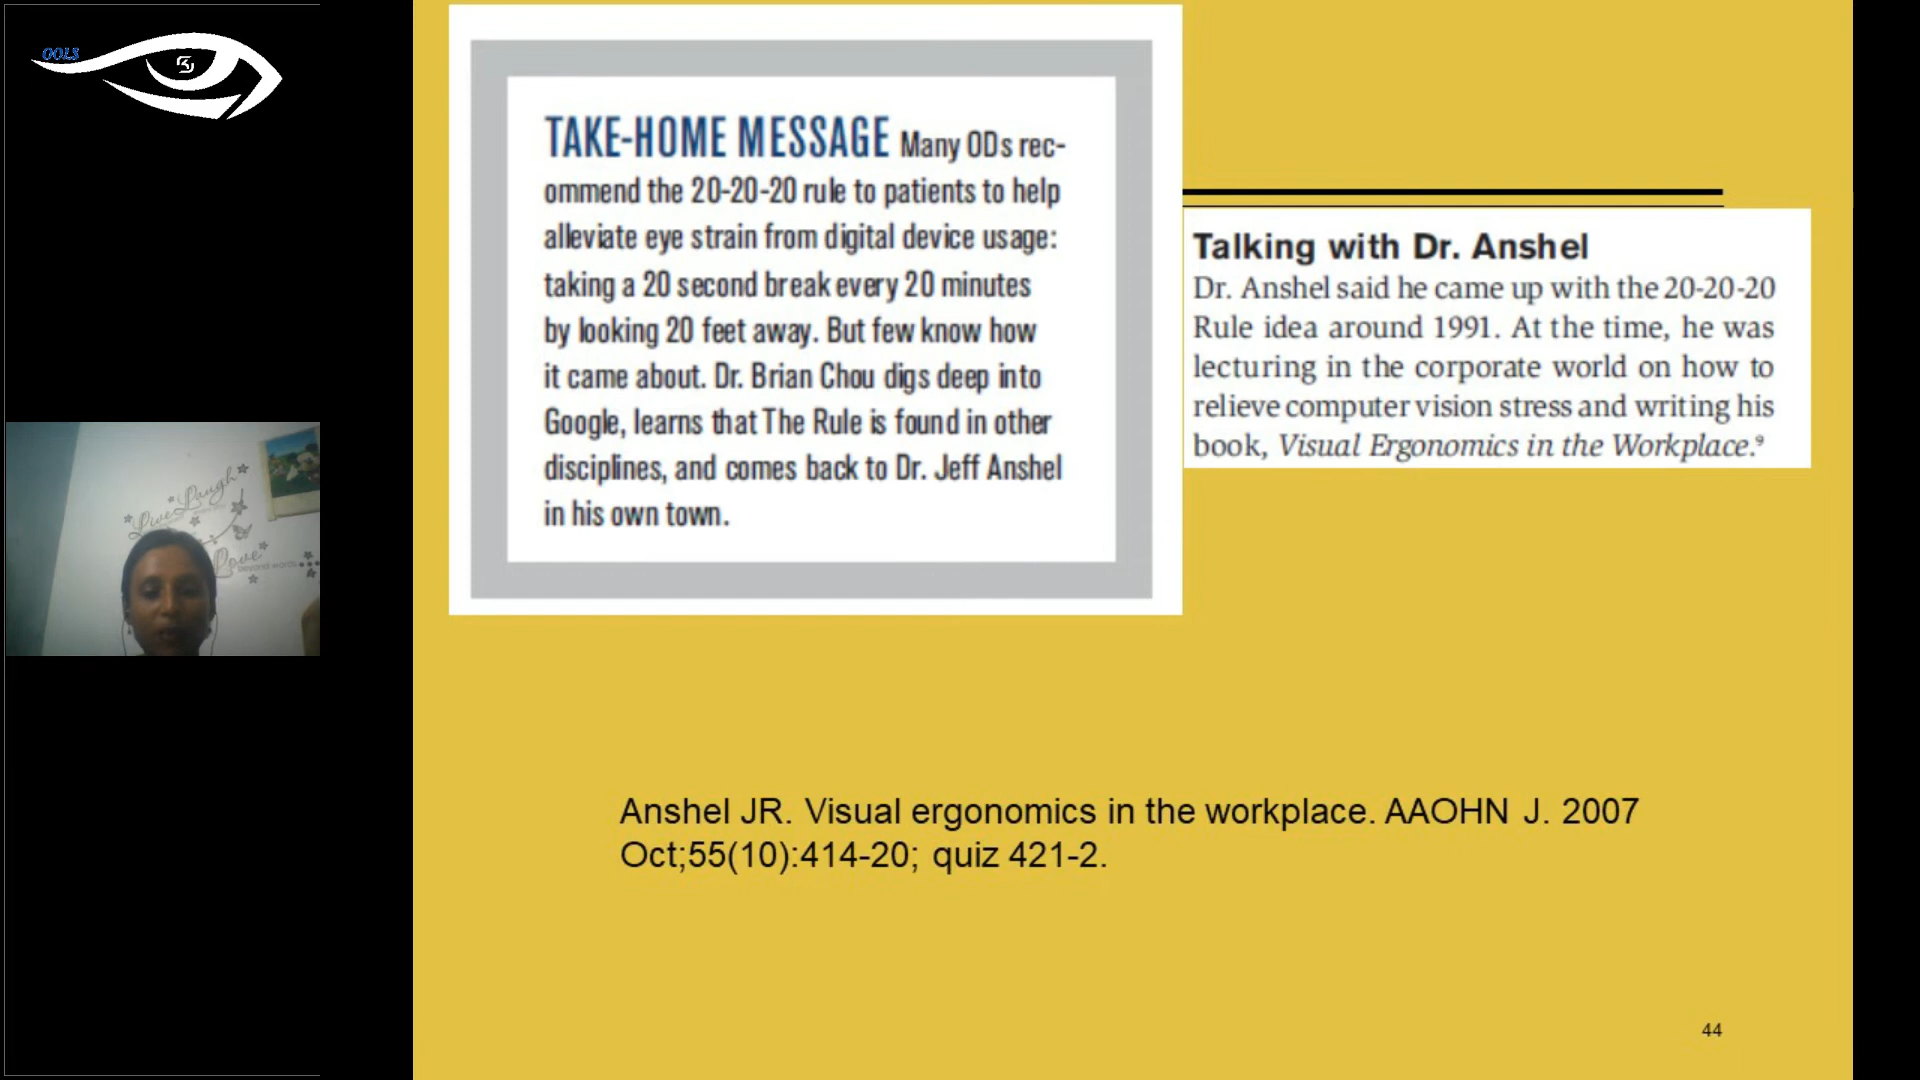 OOLS
TAKE-HOME MESSAGE Many ODs rec-
ommend the 20-20-20 rule to patients to help
alleviate eye strain from digital device usage:
taking a 20 second break every 20 minutes
by looking 20 feet away. But few know how
it came about. Dr. Brian Chou digs deep into
Google, learns that The Rule is found in other
disciplines, and comes back to Dr. Jeff Anshel
in his own town.
Talking with Dr. Anshel
Dr. Anshel said he came up with the 20-20-20
Rule idea around 1991. At the time, he was
lecturing in the corporate world on how to
relieve computer vision stress and writing his
book, Visual Ergonomics in the Workplace.⁹
Live Laugh
Love
beyond words
Anshel JR. Visual ergonomics in the workplace. AAOHN J. 2007
Oct;55(10):414-20; quiz 421-2.
44